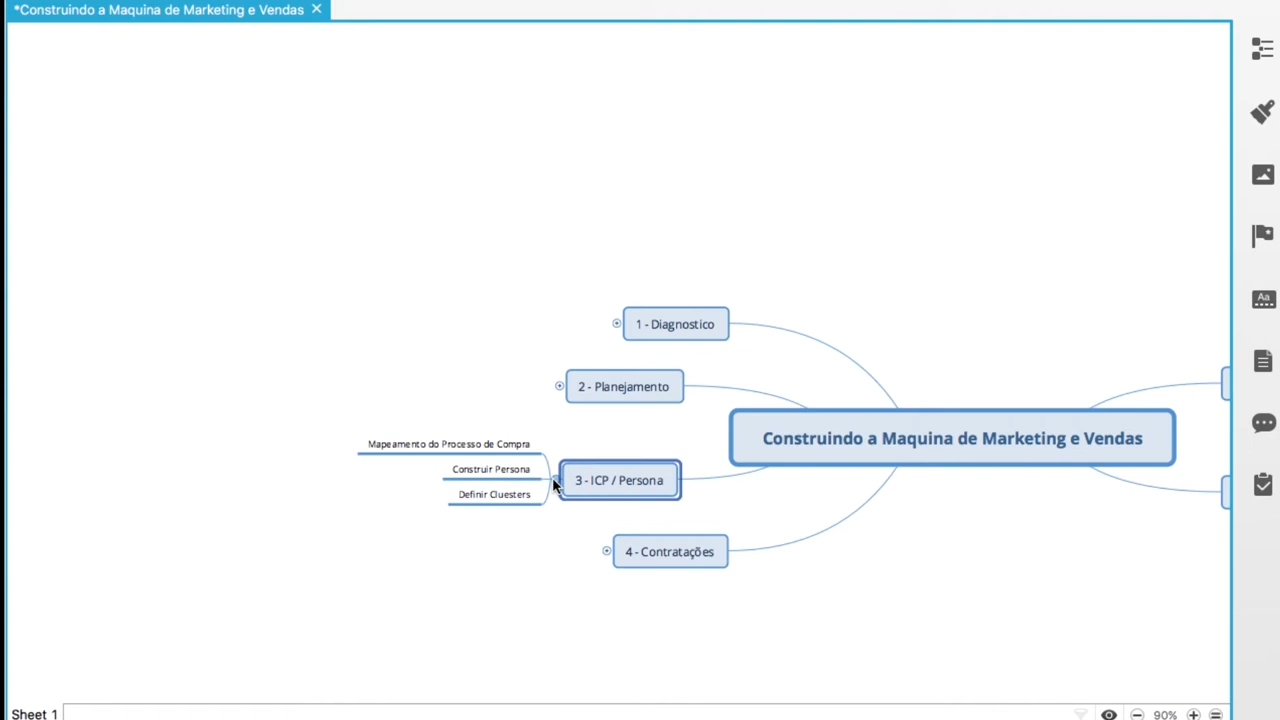 *Construindo a Maquina de Marketing e Vendas
1 - Diagnostico
2 - Planejamento
Construindo a Maquina de Marketing e Vendas
Mapeamento do Processo de Compra
Construir Persona
3 - ICP / Persona
Definir Cluesters
4 - Contratações
Aa
Sheet 1
90%